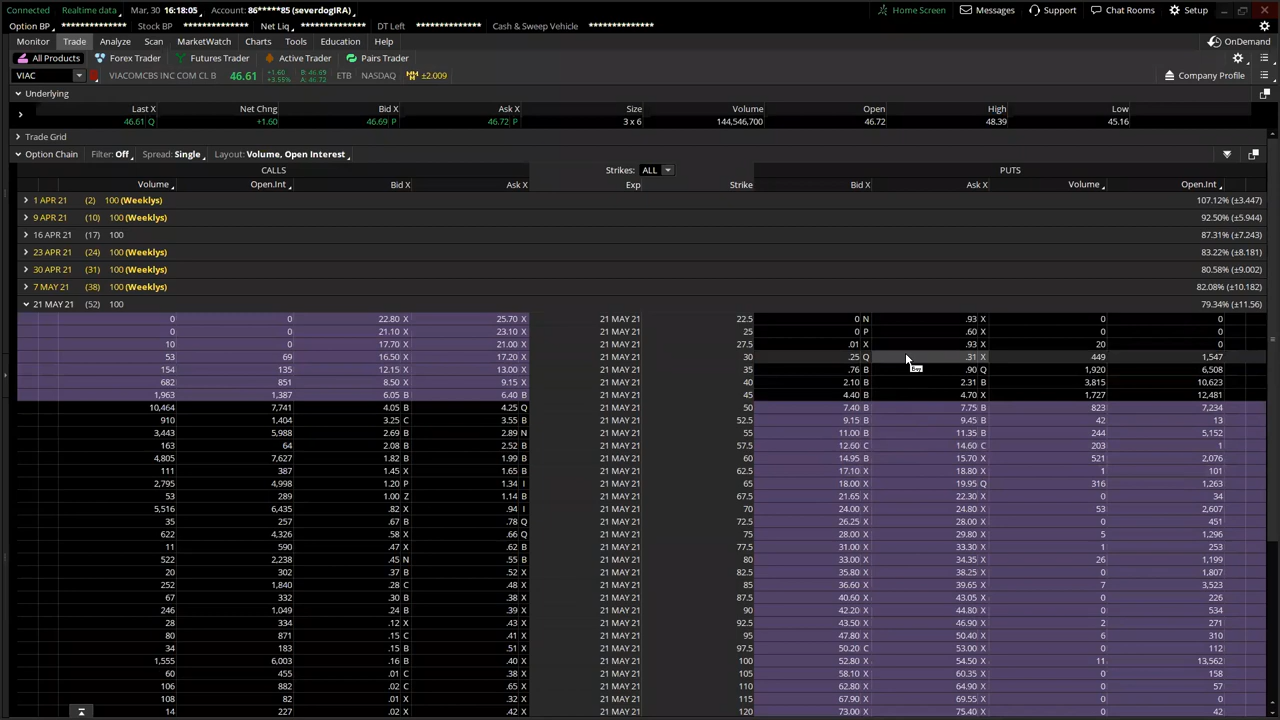 Connected Realtime data Mar, 30 16:18:05 Account: 86*****85 (severdogIRA) Home Screen Messages Support Chat Rooms Setup
Option BP ************** Stock BP ************** Net Liq ************** DT Left ************** Cash & Sweep Vehicle **************
Monitor Trade Analyze Scan MarketWatch Charts Tools Education Help OnDemand
All Products Forex Trader Futures Trader Active Trader Pairs Trader
VIAC VIACOMCBS INC COM CL B 46.61 +1.60 +3.55% B: 46.69 A: 46.72 ETB NASDAQ ±2.009 Company Profile
Underlying
Last X Net Chng Bid X Ask X Size Volume Open High Low
46.61 Q +1.60 46.69 P 46.72 P 3 x 6 144,546,700 46.72 48.39 45.16
Trade Grid
Option Chain Filter: Off Spread: Single Layout: Volume, Open Interest
CALLS Strikes: ALL PUTS
Volume Open.Int Bid X Ask X Exp Strike Bid X Ask X Volume Open.Int
1 APR 21 (2) 100 (Weeklys) 107.12% (±3.447)
9 APR 21 (10) 100 (Weeklys) 92.50% (±5.944)
16 APR 21 (17) 100 87.31% (±7.243)
23 APR 21 (24) 100 (Weeklys) 83.22% (±8.181)
30 APR 21 (31) 100 (Weeklys) 80.58% (±9.002)
7 MAY 21 (38) 100 (Weeklys) 82.08% (±10.182)
21 MAY 21 (52) 100 79.34% (±11.56)
0 0 22.80 X 25.70 X 21 MAY 21 22.5 0 N .93 X 0 0
0 0 21.10 X 23.10 X 21 MAY 21 25 0 P .60 X 0 0
10 0 17.70 X 21.00 X 21 MAY 21 27.5 .01 X .93 X 20 0
53 69 16.50 X 17.20 X 21 MAY 21 30 .25 Q .31 X 449 1,547
154 135 12.15 X 13.00 X 21 MAY 21 35 .76 B .90 Q 1,920 6,508
682 851 8.50 X 9.15 X 21 MAY 21 40 2.10 B 2.31 B 3,815 10,623
1,963 1,387 6.05 B 6.40 B 21 MAY 21 45 4.40 B 4.70 X 1,727 12,481
10,464 7,741 4.05 B 4.25 Q 21 MAY 21 50 7.40 B 7.75 B 823 7,234
910 1,404 3.25 C 3.55 B 21 MAY 21 52.5 9.15 B 9.45 B 42 13
3,443 5,988 2.69 B 2.89 N 21 MAY 21 55 11.00 B 11.35 B 244 5,152
163 64 2.08 B 2.52 B 21 MAY 21 57.5 12.60 C 14.60 C 203 1
4,805 7,627 1.82 B 1.99 B 21 MAY 21 60 14.95 B 15.70 X 521 2,076
111 387 1.45 X 1.65 B 21 MAY 21 62.5 17.10 X 18.80 X 1 101
2,795 4,998 1.20 P 1.34 I 21 MAY 21 65 18.00 X 19.95 Q 316 1,263
53 289 1.00 Z 1.14 B 21 MAY 21 67.5 21.65 X 22.30 X 0 34
5,516 6,435 .82 X .94 I 21 MAY 21 70 24.00 X 24.80 X 53 2,607
35 257 .67 B .78 Q 21 MAY 21 72.5 26.25 X 28.00 X 0 451
622 4,326 .58 X .66 Q 21 MAY 21 75 28.00 X 29.80 X 5 1,296
11 590 .47 X .62 B 21 MAY 21 77.5 31.00 X 33.30 X 1 253
522 2,238 .45 N .55 B 21 MAY 21 80 33.00 X 34.35 X 26 1,199
20 302 .37 B .52 X 21 MAY 21 82.5 35.80 X 38.25 X 0 1,807
252 1,840 .28 C .48 X 21 MAY 21 85 36.60 X 39.65 X 7 3,523
67 332 .30 B .38 X 21 MAY 21 87.5 40.60 X 43.05 X 0 226
246 1,049 .24 B .39 X 21 MAY 21 90 42.20 X 44.80 X 0 534
28 334 .12 X .43 X 21 MAY 21 92.5 43.50 X 46.90 X 2 271
80 871 .15 C .41 X 21 MAY 21 95 47.80 X 50.40 X 6 310
34 183 .15 B .51 X 21 MAY 21 97.5 50.20 C 53.00 X 0 112
1,555 6,003 .16 B .40 X 21 MAY 21 100 52.80 X 54.50 X 11 13,562
60 455 .01 C .38 X 21 MAY 21 105 58.10 X 60.35 X 0 158
106 882 .02 C .65 X 21 MAY 21 110 62.80 X 64.90 X 0 57
108 82 .01 X .32 X 21 MAY 21 115 67.90 X 69.55 X 0 0
14 227 .02 X .42 X 21 MAY 21 120 73.00 X 75.40 X 0 42
Buy